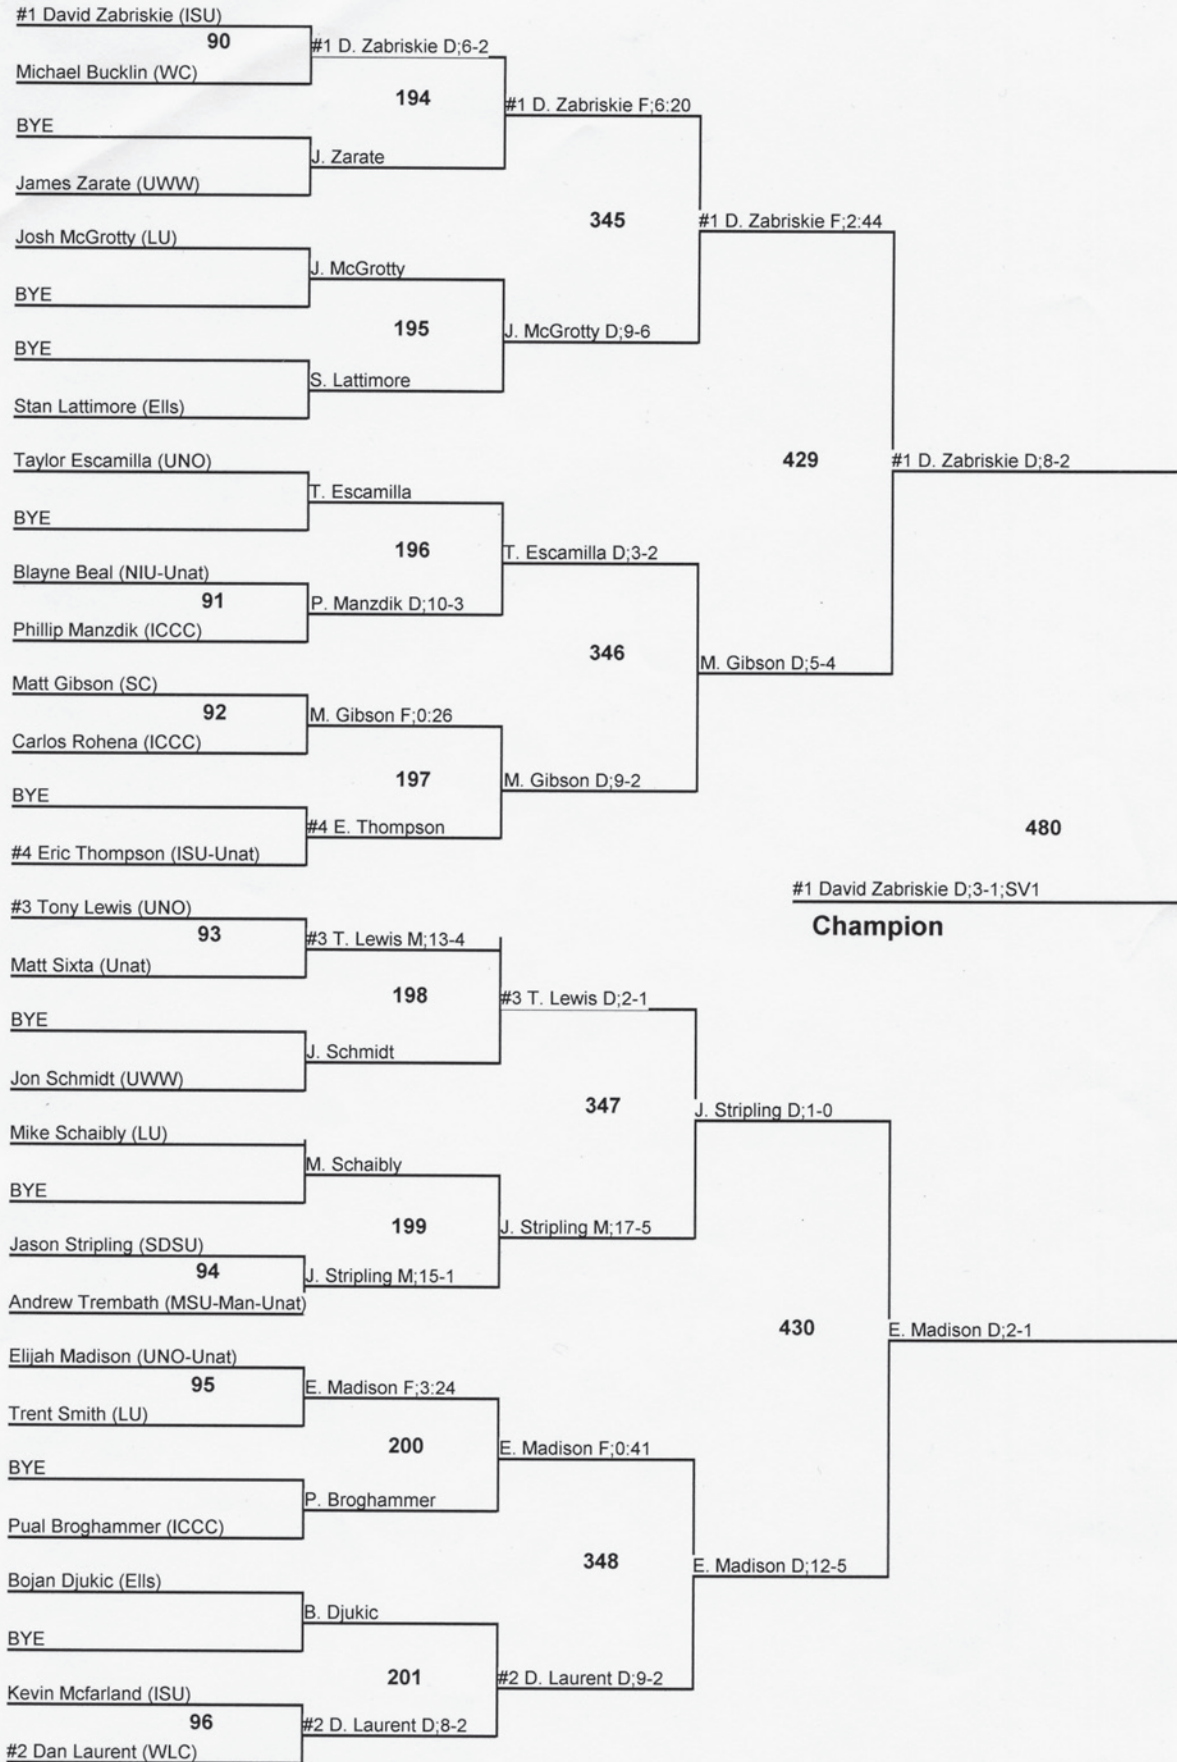 #1 David Zabriskie (ISU)
90
#1 D. Zabriskie D;6-2
Michael Bucklin (WC)
194
#1 D. Zabriskie F;6:20
BYE
J. Zarate
James Zarate (UWW)
345
#1 D. Zabriskie F;2:44
Josh McGrotty (LU)
J. McGrotty
BYE
195
J. McGrotty D;9-6
BYE
S. Lattimore
Stan Lattimore (Ells)
429
#1 D. Zabriskie D;8-2
Taylor Escamilla (UNO)
T. Escamilla
BYE
196
T. Escamilla D;3-2
Blayne Beal (NIU-Unat)
91
P. Manzdik D;10-3
Phillip Manzdik (ICCC)
346
M. Gibson D;5-4
Matt Gibson (SC)
92
M. Gibson F;0:26
Carlos Rohena (ICCC)
197
M. Gibson D;9-2
BYE
#4 E. Thompson
#4 Eric Thompson (ISU-Unat)
480
#1 David Zabriskie D;3-1;SV1
Champion
#3 Tony Lewis (UNO)
93
#3 T. Lewis M;13-4
Matt Sixta (Unat)
198
#3 T. Lewis D;2-1
BYE
J. Schmidt
Jon Schmidt (UWW)
347
J. Stripling D;1-0
Mike Schaibly (LU)
M. Schaibly
BYE
199
J. Stripling M;17-5
Jason Stripling (SDSU)
94
J. Stripling M;15-1
Andrew Trembath (MSU-Man-Unat)
430
E. Madison D;2-1
Elijah Madison (UNO-Unat)
95
E. Madison F;3:24
Trent Smith (LU)
200
E. Madison F;0:41
BYE
P. Broghammer
Pual Broghammer (ICCC)
348
E. Madison D;12-5
Bojan Djukic (Ells)
B. Djukic
BYE
201
#2 D. Laurent D;9-2
Kevin Mcfarland (ISU)
96
#2 D. Laurent D;8-2
#2 Dan Laurent (WLC)